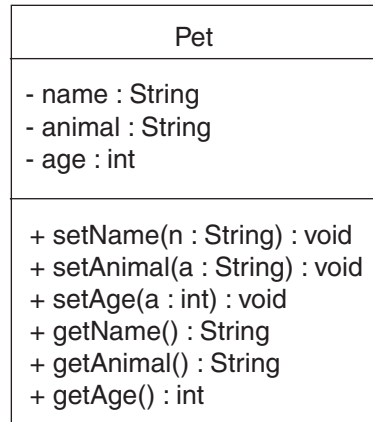 Pet
- name : String
- animal : String
- age : int
+ setName(n : String) : void
+ setAnimal(a : String) : void
+ setAge(a : int) : void
+ getName() : String
+ getAnimal() : String
+ getAge() : int